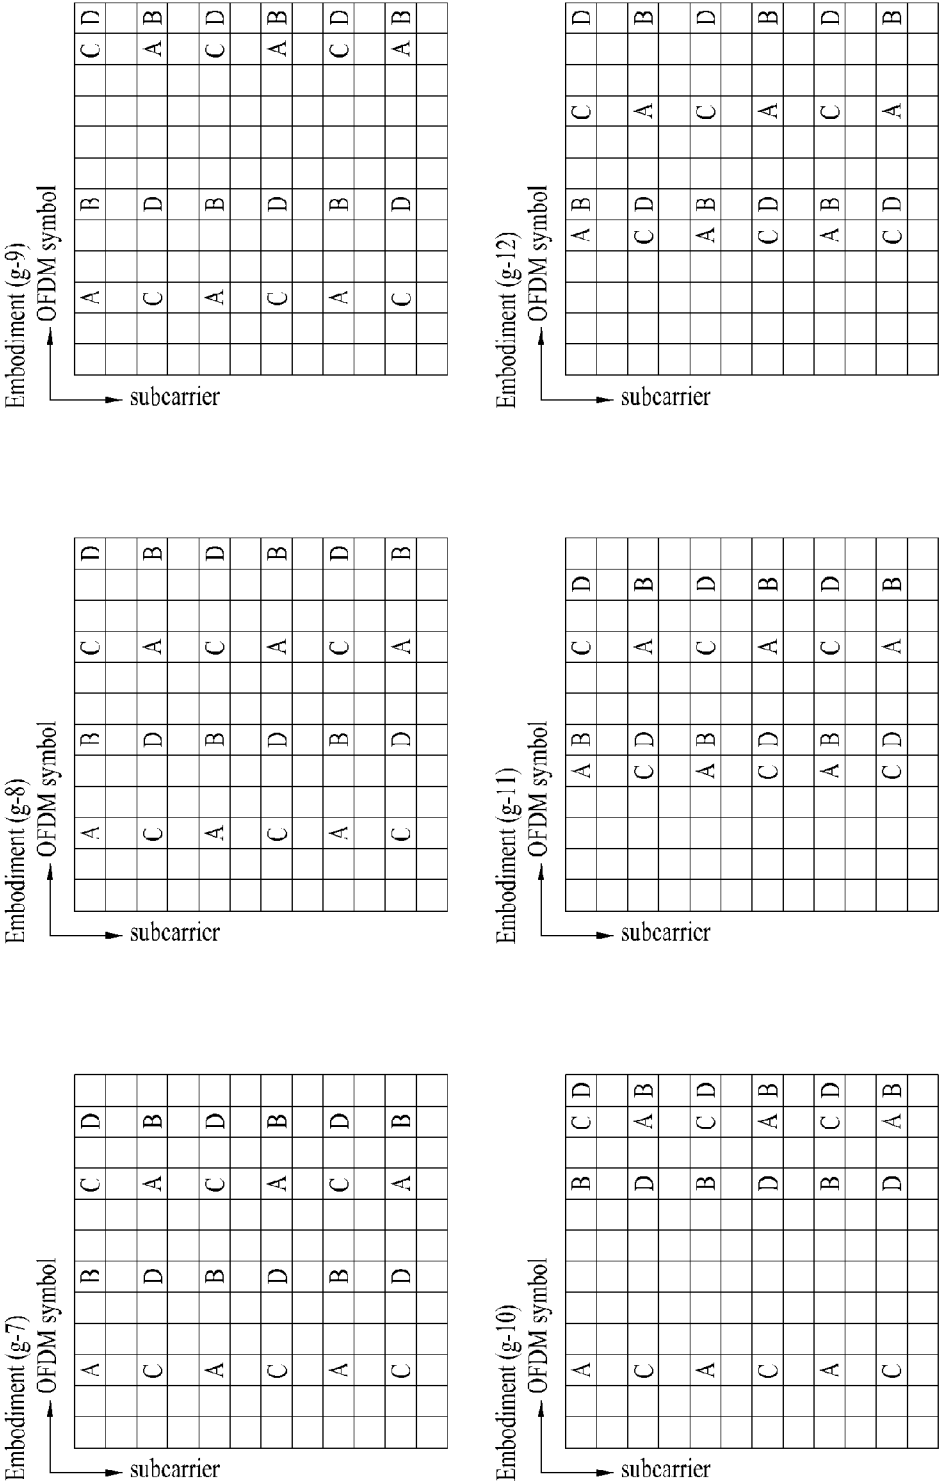 Embodiment (g-7)
OFDM symbol
subcarrier
A B C D
C D A B
A B C D
C D A B
A B C D
C D A B
Embodiment (g-8)
OFDM symbol
subcarrier
A B C D
C D A B
A B C D
C D A B
A B C D
C D A B
Embodiment (g-9)
OFDM symbol
subcarrier
A B C D
C D A B
A B C D
C D A B
A B C D
C D A B
Embodiment (g-10)
OFDM symbol
subcarrier
A B C D
C D A B
A B C D
C D A B
A B C D
C D A B
Embodiment (g-11)
OFDM symbol
subcarrier
A B C D
C D A B
A B C D
C D A B
A B C D
C D A B
Embodiment (g-12)
OFDM symbol
subcarrier
A B C D
C D A B
A B C D
C D A B
A B C D
C D A B